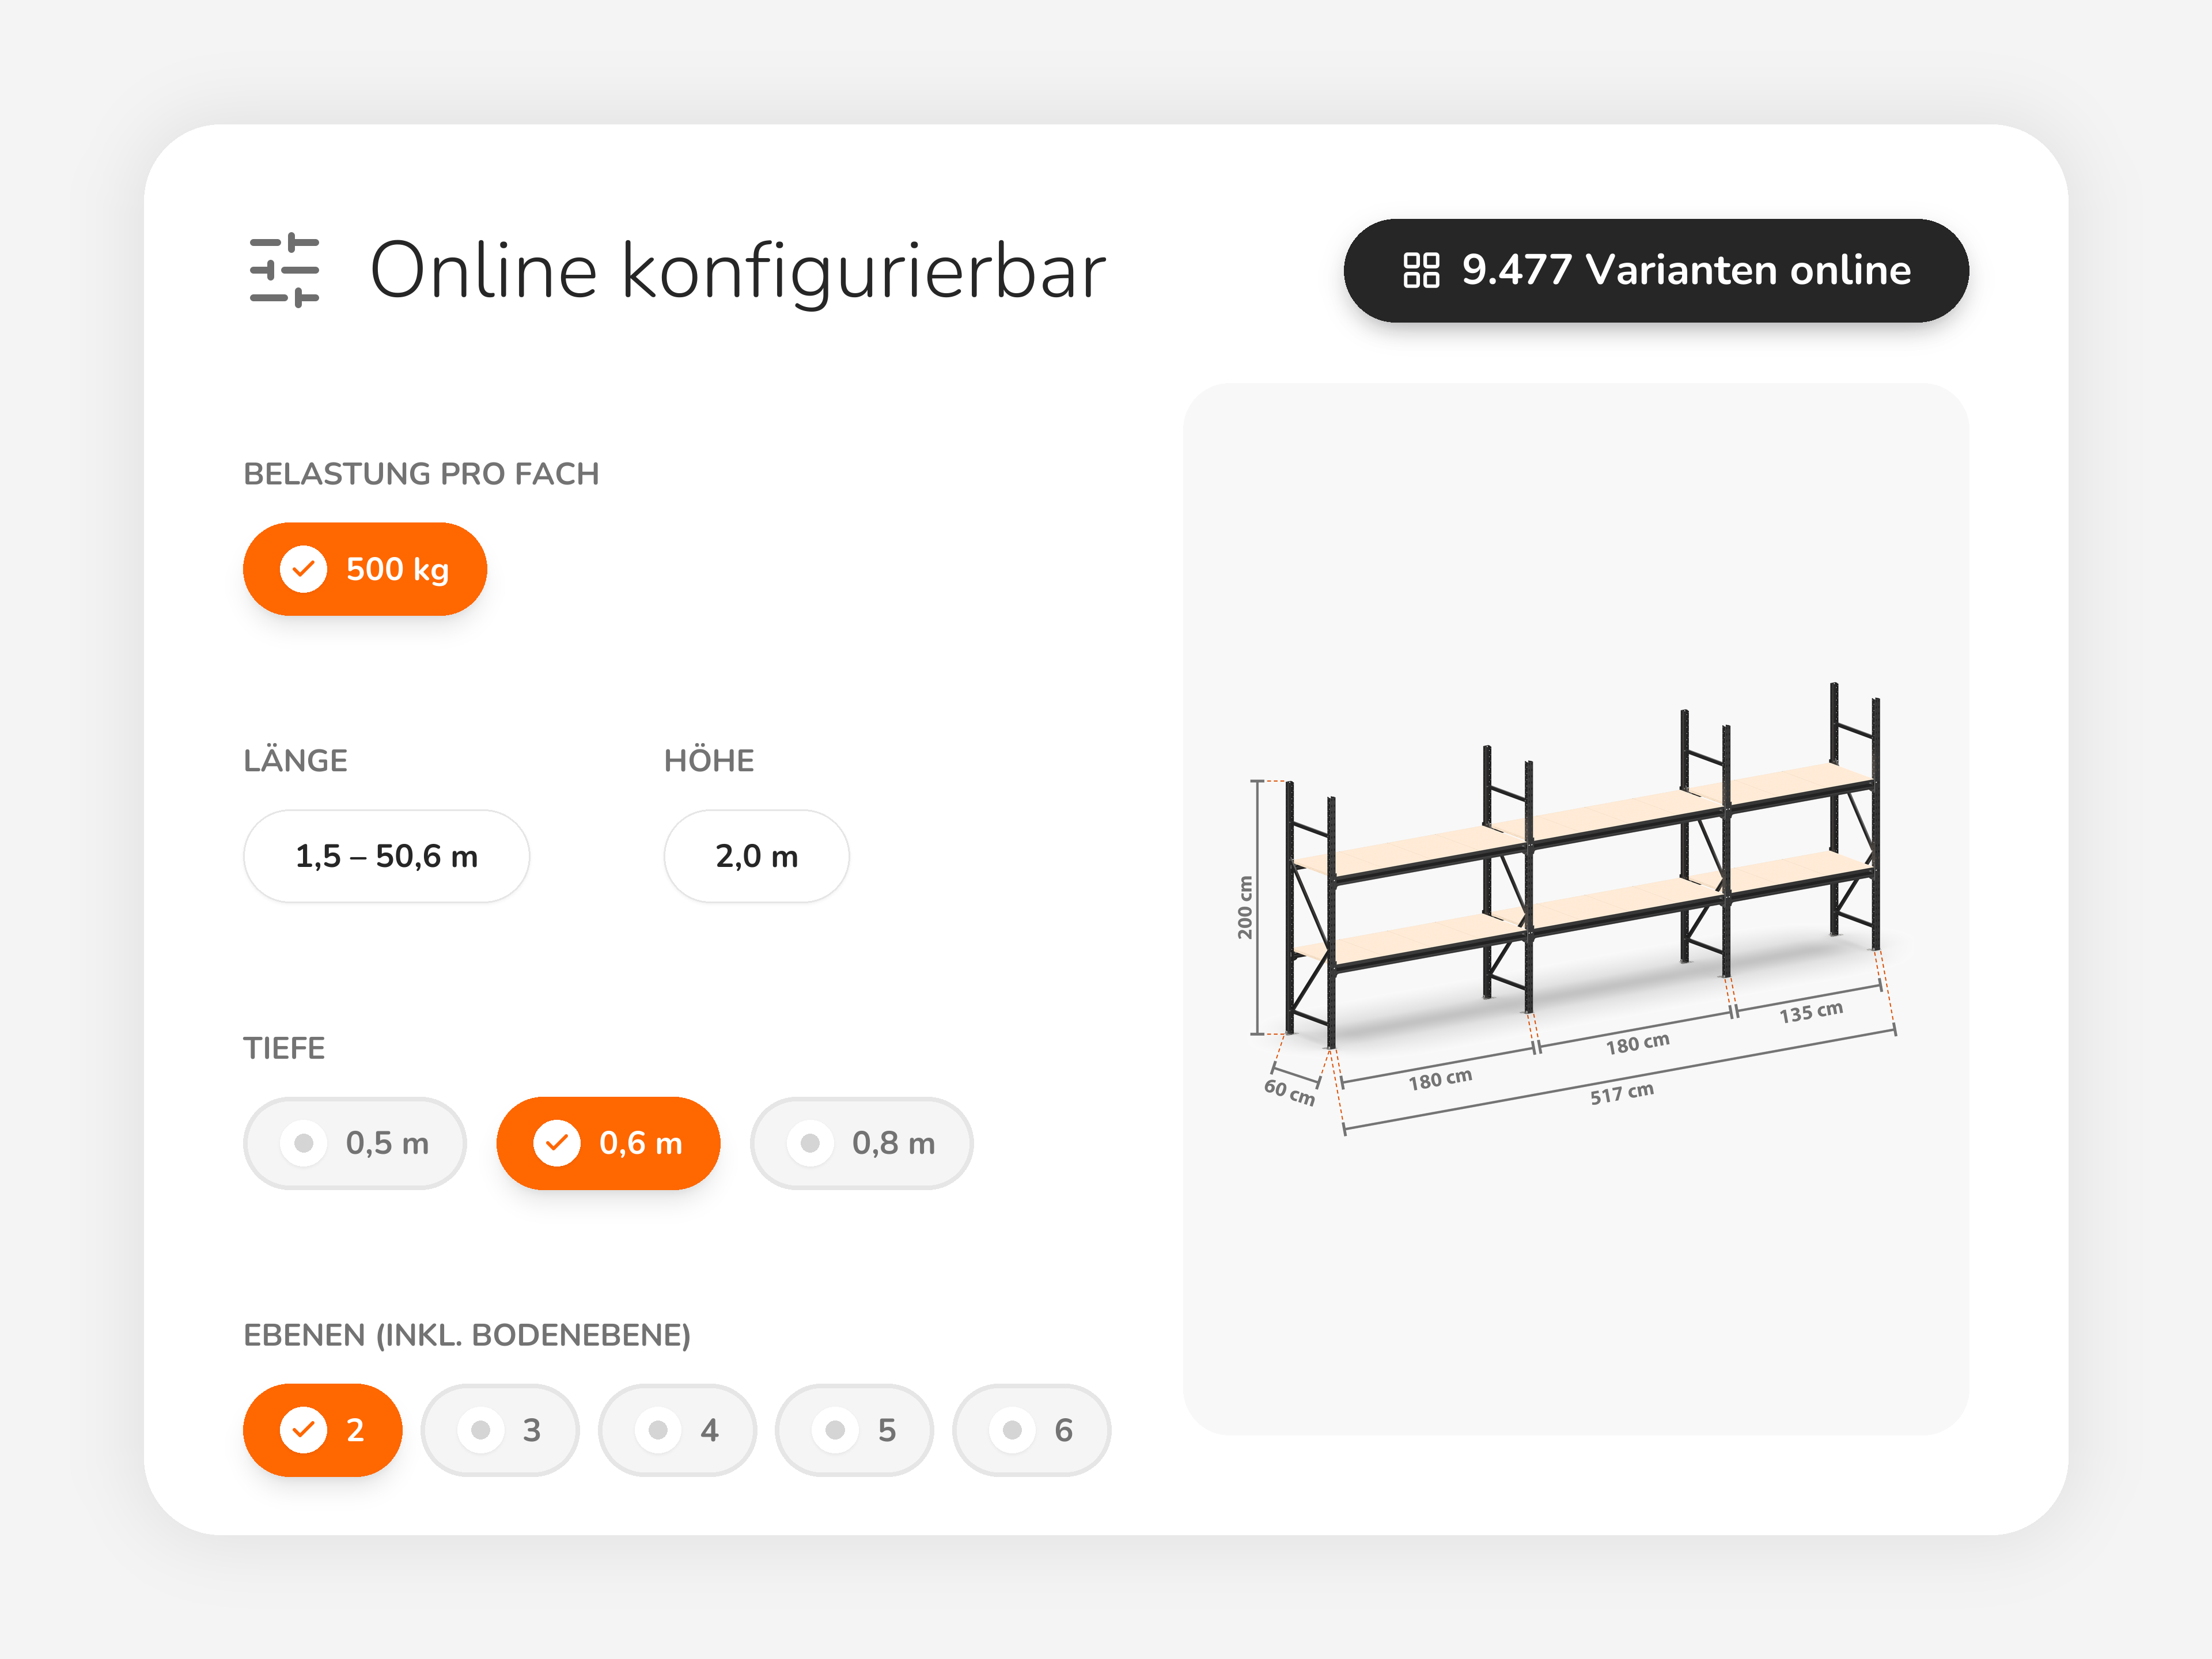 Online konfigurierbar
9.477 Varianten online
BELASTUNG PRO FACH
500 kg
LÄNGE
HÖHE
1,5 – 50,6 m
2,0 m
TIEFE
0,5 m
0,6 m
0,8 m
EBENEN (INKL. BODENEBENE)
2
3
4
5
6
200 cm
60 cm
180 cm
180 cm
135 cm
517 cm